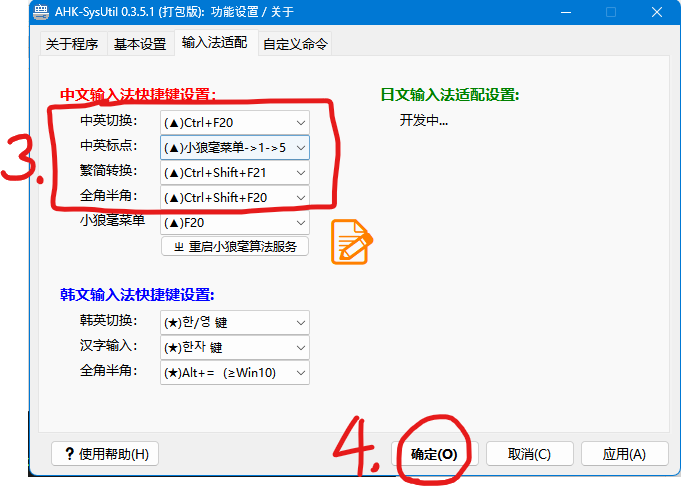 AHK-SysUtil 0.3.5.1 (打包版): 功能设置 / 关于
关于程序 基本设置 输入法适配 自定义命令
中文输入法快捷键设置:
中英切换: (▲)Ctrl+F20
中英标点: (▲)小狼毫菜单->1->5
繁简转换: (▲)Ctrl+Shift+F21
全角半角: (▲)Ctrl+Shift+F20
小狼毫菜单 (▲)F20
重启小狼毫算法服务
日文输入法适配设置:
开发中...
韩文输入法快捷键设置:
韩英切换: (★)한/영 键
汉字输入: (★)한자 键
全角半角: (★)Alt+= (≥Win10)
3.
4.
? 使用帮助(H) 确定(O) 取消(C) 应用(A)